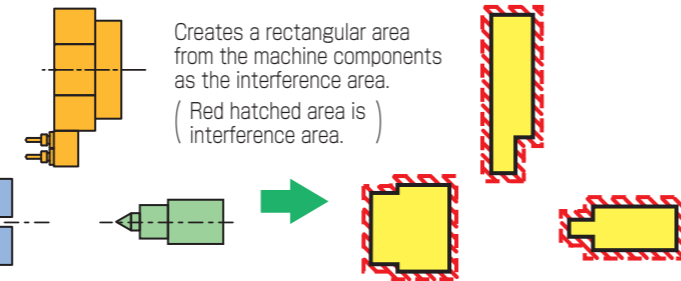 Creates a rectangular area
from the machine components
as the interference area.
( Red hatched area is
interference area. )